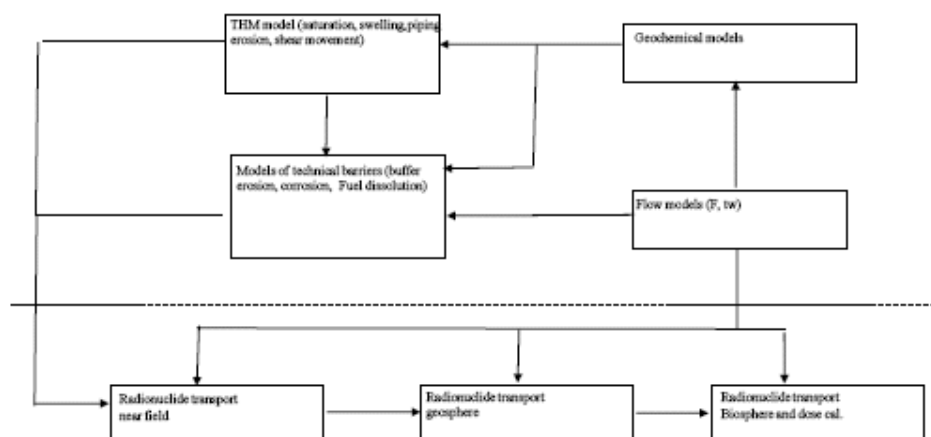 THM model (saturation, swelling,piping
erosion, shear movement)
Geochemical models
Models of technical barriers (buffer
erosion, corrosion, Fuel dissolution)
Flow models (F, tw)
Radionuclide transport
near field
Radionuclide transport
geosphere
Radionuclide transport
Biosphere and dose cal.